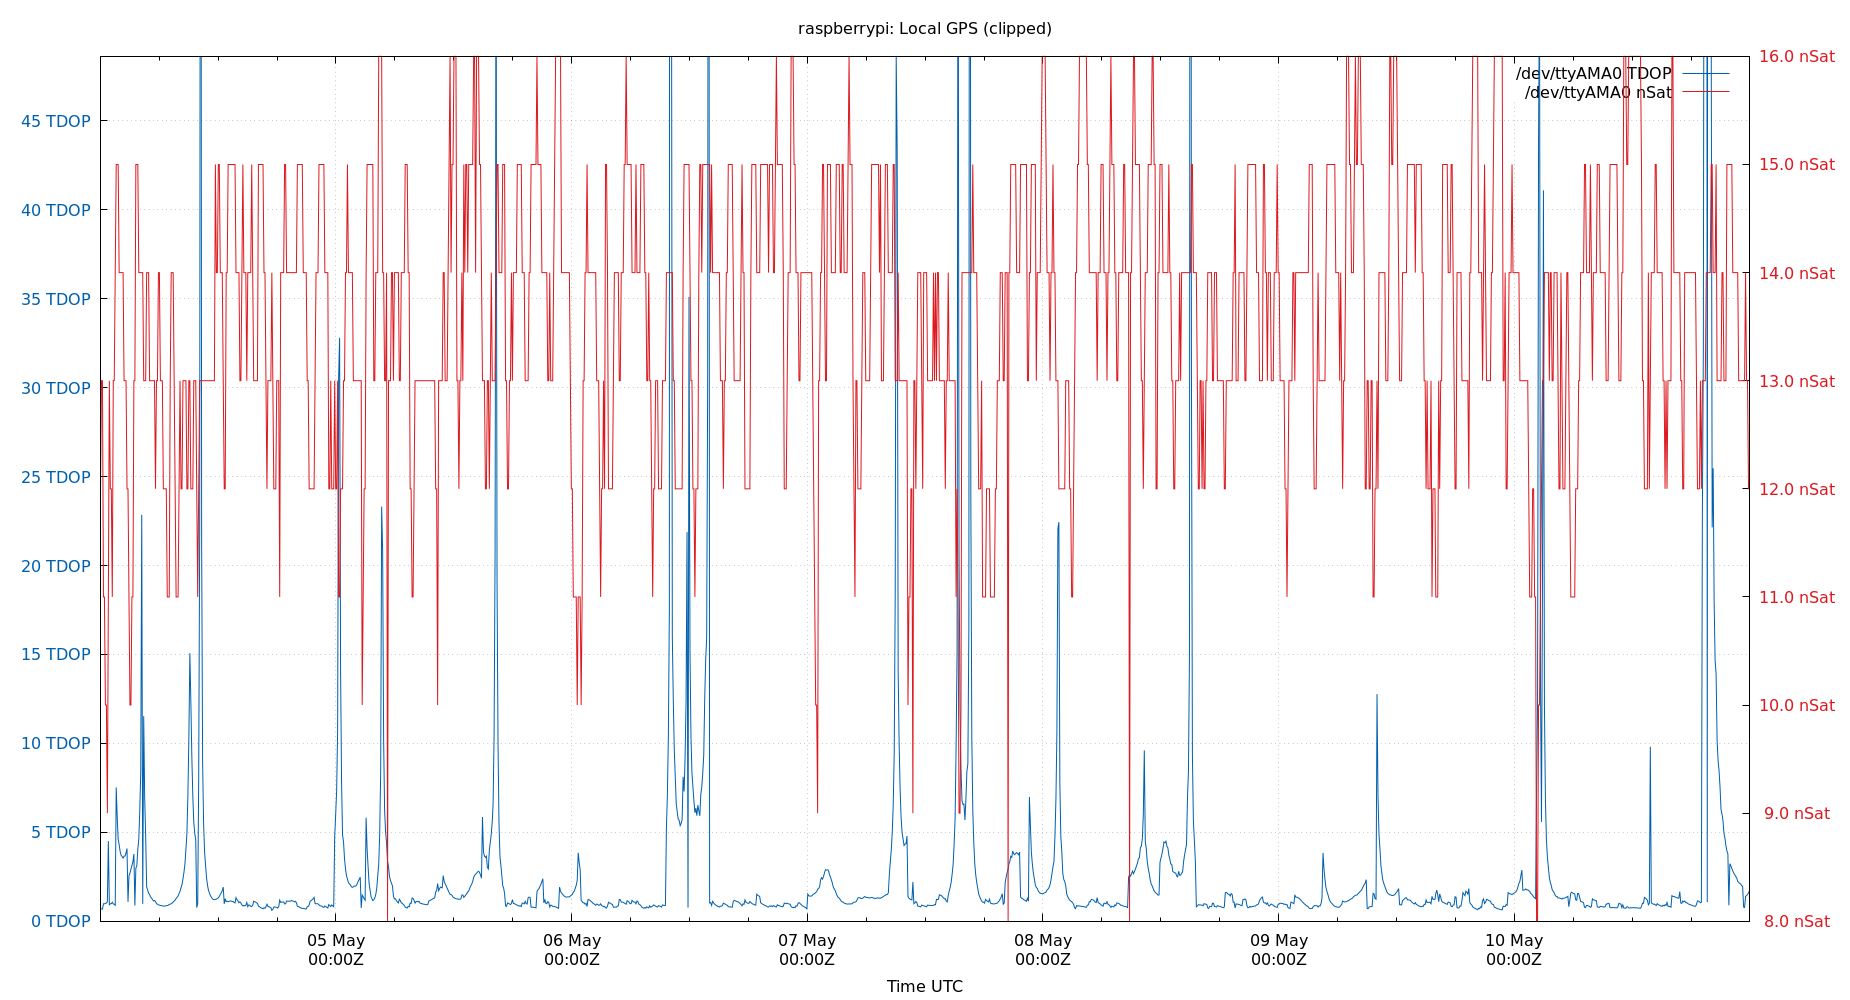 raspberrypi: Local GPS (clipped)
/dev/ttyAMA0 TDOP
/dev/ttyAMA0 nSat
45 TDOP
40 TDOP
35 TDOP
30 TDOP
25 TDOP
20 TDOP
15 TDOP
10 TDOP
5 TDOP
0 TDOP
16.0 nSat
15.0 nSat
14.0 nSat
13.0 nSat
12.0 nSat
11.0 nSat
10.0 nSat
9.0 nSat
8.0 nSat
05 May
00:00Z
06 May
00:00Z
07 May
00:00Z
08 May
00:00Z
09 May
00:00Z
10 May
00:00Z
Time UTC